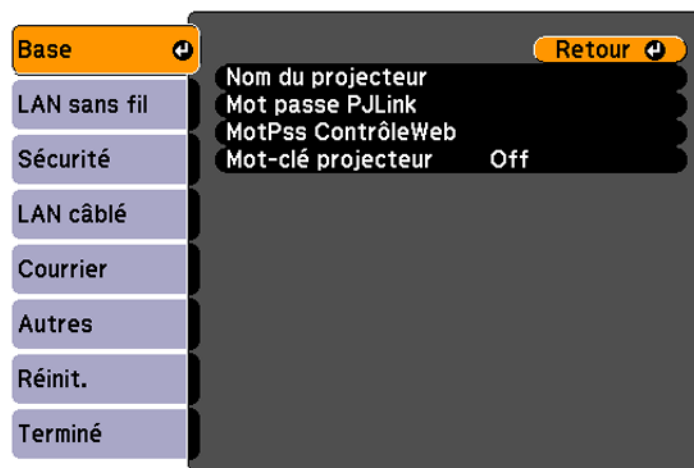 Base
LAN sans fil
Sécurité
LAN câblé
Courrier
Autres
Réinit.
Terminé
Retour
Nom du projecteur
Mot passe PJLink
MotPss ContrôleWeb
Mot-clé projecteur Off